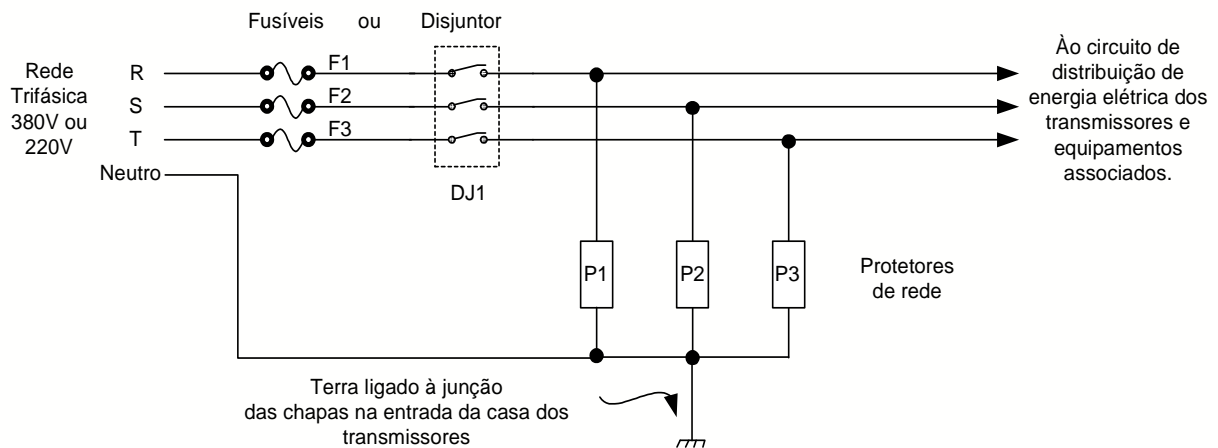 Fusíveis ou Disjuntor
Rede
Trifásica
380V ou
220V
R
S
T
Neutro
F1
F2
F3
DJ1
Ào circuito de
distribuição de
energia elétrica dos
transmissores e
equipamentos
associados.
P1
P2
P3
Protetores
de rede
Terra ligado à junção
das chapas na entrada da casa dos
transmissores